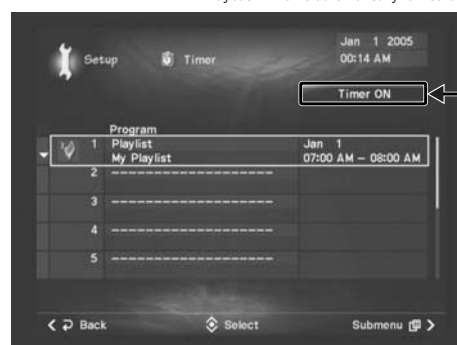 Jan 1 2005
Setup Timer 00:14 AM
Timer ON
Program
1 Playlist Jan 1
My Playlist 07:00 AM – 08:00 AM
2 --------------------
3 --------------------
4 --------------------
5 --------------------
Back Select Submenu